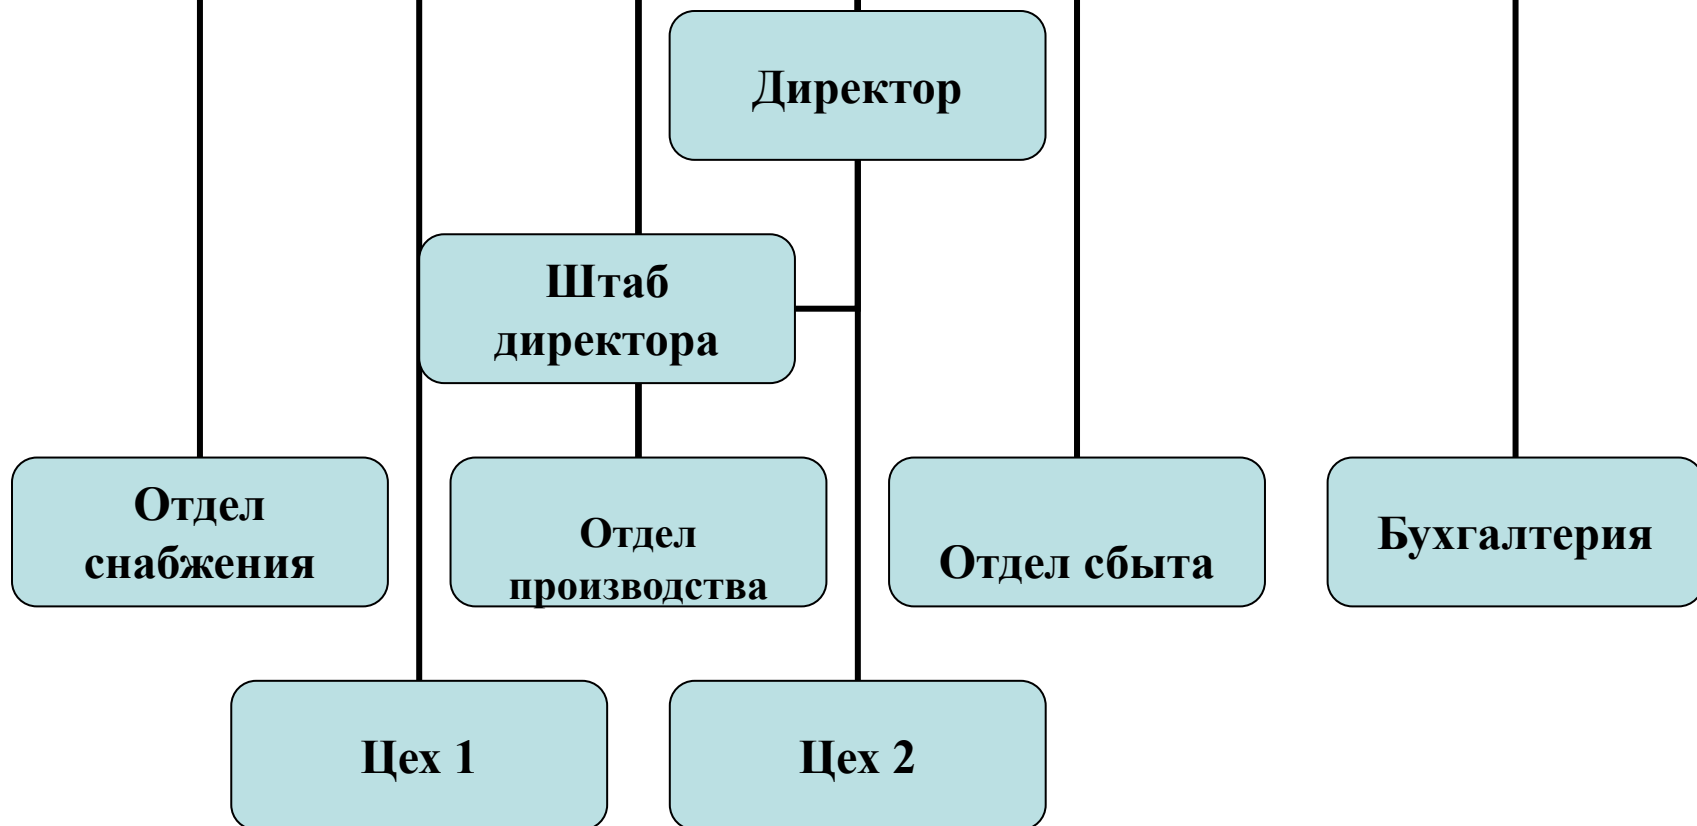 Директор
Штаб
директора
Отдел
снабжения
Отдел
производства
Отдел сбыта
Бухгалтерия
Цех 1
Цех 2